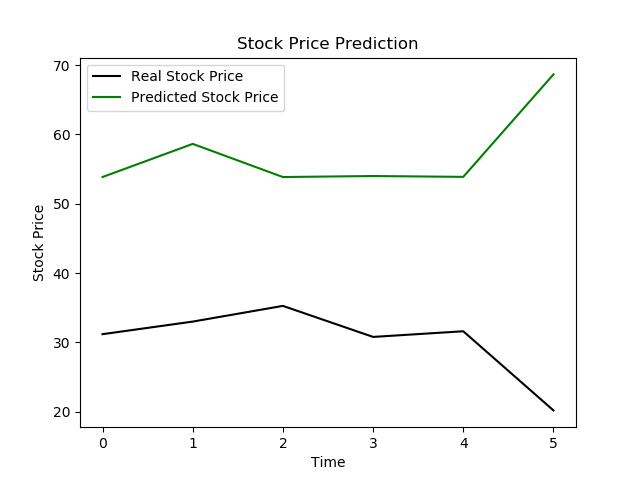 Stock Price Prediction
Real Stock Price
Predicted Stock Price
Stock Price
70
60
50
40
30
20
0 1 2 3 4 5
Time